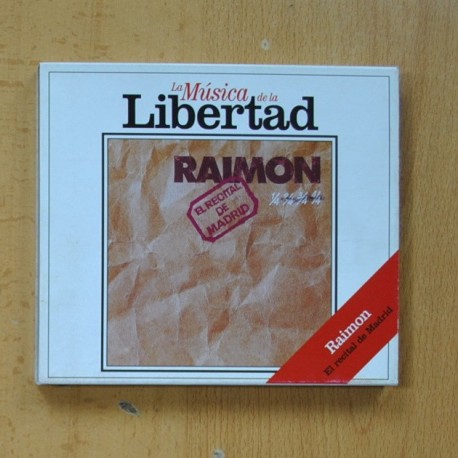 La Música de la
Libertad
RAIMON
EL RECITAL
DE
MADRID
Raimon
El recital de Madrid